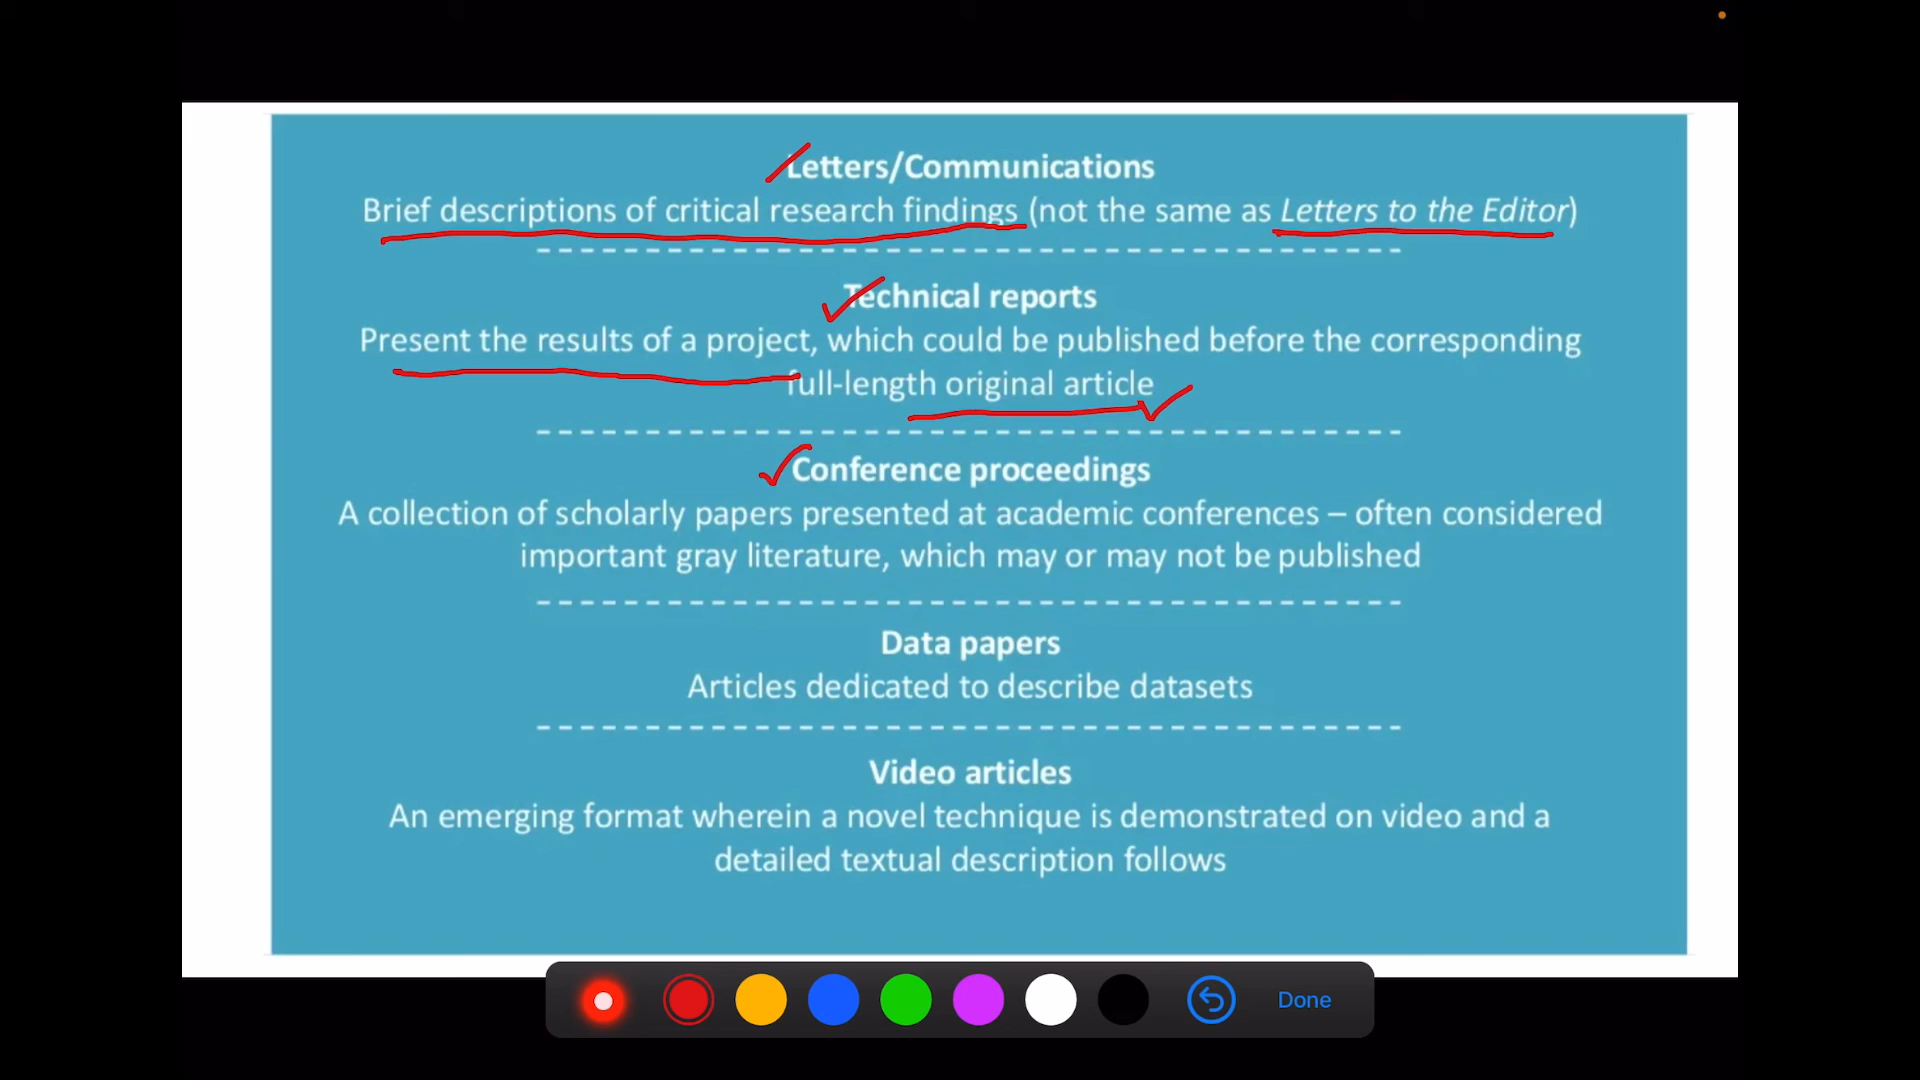 Letters/Communications
Brief descriptions of critical research findings (not the same as Letters to the Editor)
Technical reports
Present the results of a project, which could be published before the corresponding
full-length original article
Conference proceedings
A collection of scholarly papers presented at academic conferences – often considered
important gray literature, which may or may not be published
Data papers
Articles dedicated to describe datasets
Video articles
An emerging format wherein a novel technique is demonstrated on video and a
detailed textual description follows
Done